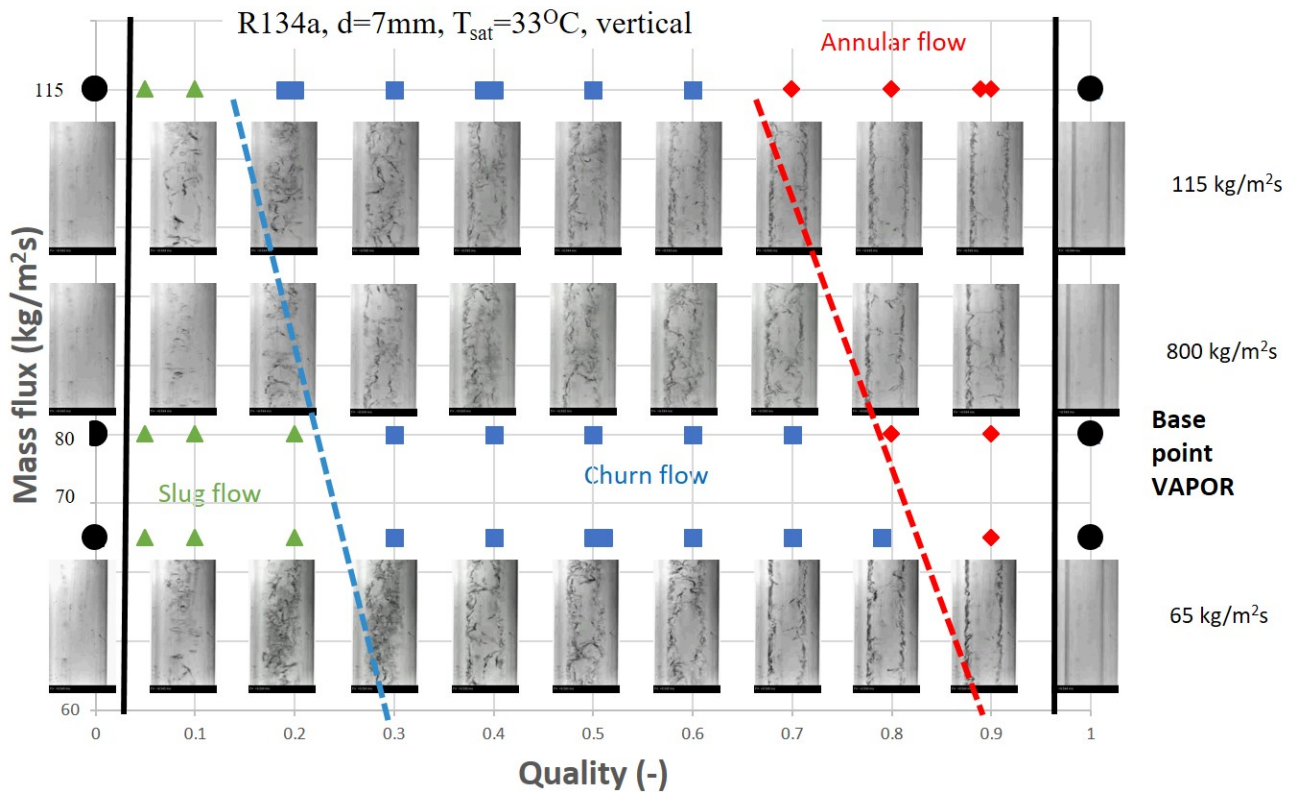 R134a, d=7mm, Tsat=33OC, vertical
Annular flow
115
115 kg/m2s
800 kg/m2s
80
Base
point
VAPOR
Churn flow
Slug flow
70
65 kg/m2s
60
0 0.1 0.2 0.3 0.4 0.5 0.6 0.7 0.8 0.9 1
Quality (-)
Mass flux (kg/m2s)